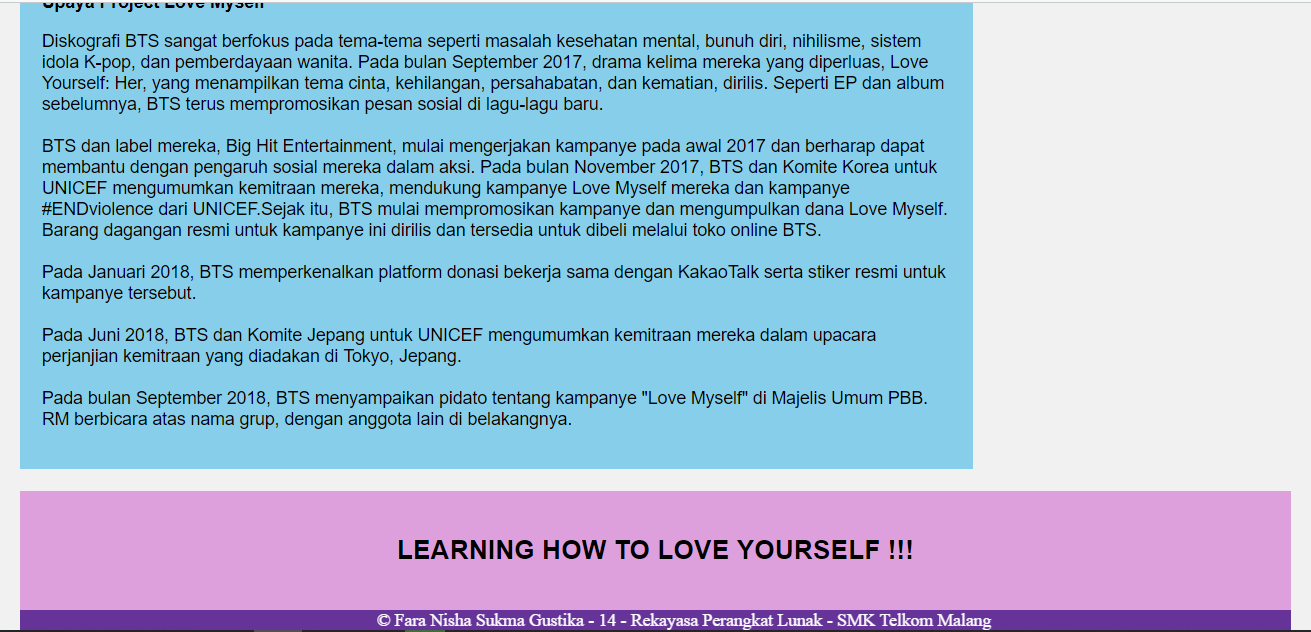 Upaya Project Love Myself
Diskografi BTS sangat berfokus pada tema-tema seperti masalah kesehatan mental, bunuh diri, nihilisme, sistem
idola K-pop, dan pemberdayaan wanita. Pada bulan September 2017, drama kelima mereka yang diperluas, Love
Yourself: Her, yang menampilkan tema cinta, kehilangan, persahabatan, dan kematian, dirilis. Seperti EP dan album
sebelumnya, BTS terus mempromosikan pesan sosial di lagu-lagu baru.
BTS dan label mereka, Big Hit Entertainment, mulai mengerjakan kampanye pada awal 2017 dan berharap dapat
membantu dengan pengaruh sosial mereka dalam aksi. Pada bulan November 2017, BTS dan Komite Korea untuk
UNICEF mengumumkan kemitraan mereka, mendukung kampanye Love Myself mereka dan kampanye
#ENDviolence dari UNICEF.Sejak itu, BTS mulai mempromosikan kampanye dan mengumpulkan dana Love Myself.
Barang dagangan resmi untuk kampanye ini dirilis dan tersedia untuk dibeli melalui toko online BTS.
Pada Januari 2018, BTS memperkenalkan platform donasi bekerja sama dengan KakaoTalk serta stiker resmi untuk
kampanye tersebut.
Pada Juni 2018, BTS dan Komite Jepang untuk UNICEF mengumumkan kemitraan mereka dalam upacara
perjanjian kemitraan yang diadakan di Tokyo, Jepang.
Pada bulan September 2018, BTS menyampaikan pidato tentang kampanye "Love Myself" di Majelis Umum PBB.
RM berbicara atas nama grup, dengan anggota lain di belakangnya.
LEARNING HOW TO LOVE YOURSELF !!!
© Fara Nisha Sukma Gustika - 14 - Rekayasa Perangkat Lunak - SMK Telkom Malang